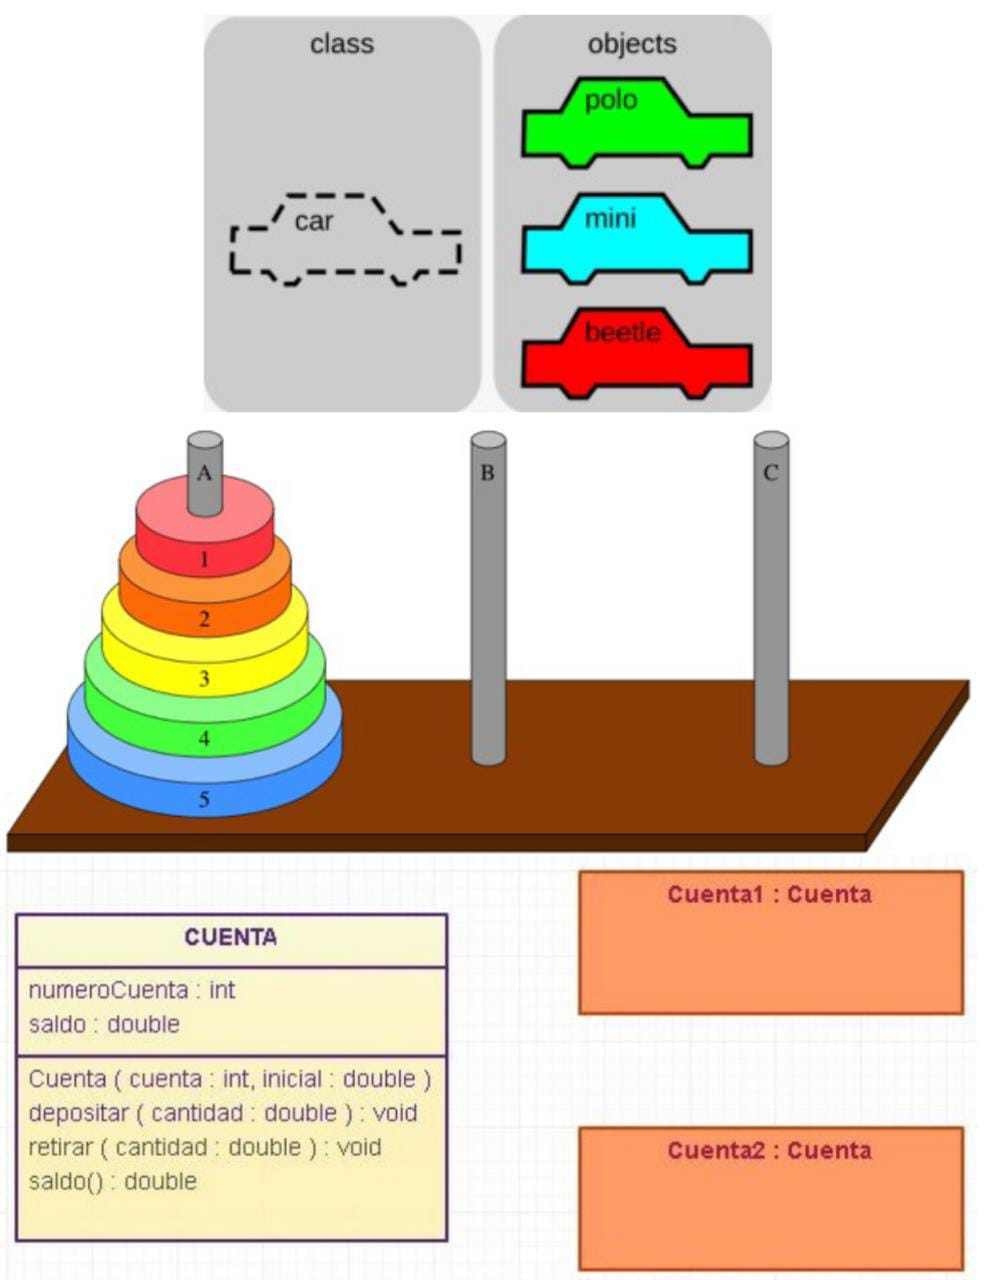 class
objects
polo
car
mini
beetle
A
B
C
1
2
3
4
5
CUENTA
numeroCuenta : int
saldo : double
Cuenta ( cuenta : int, inicial : double )
depositar ( cantidad : double ) : void
retirar ( cantidad : double ) : void
saldo() : double
Cuenta1 : Cuenta
Cuenta2 : Cuenta